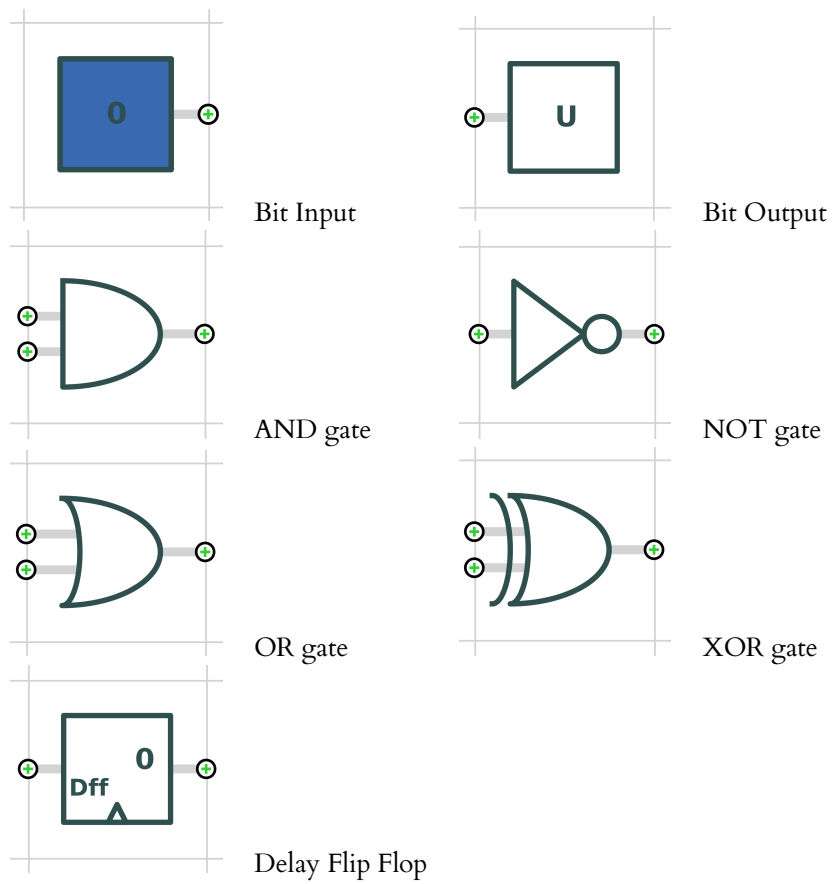 0
U
Bit Input
Bit Output
AND gate
NOT gate
OR gate
XOR gate
0
Dff
Delay Flip Flop